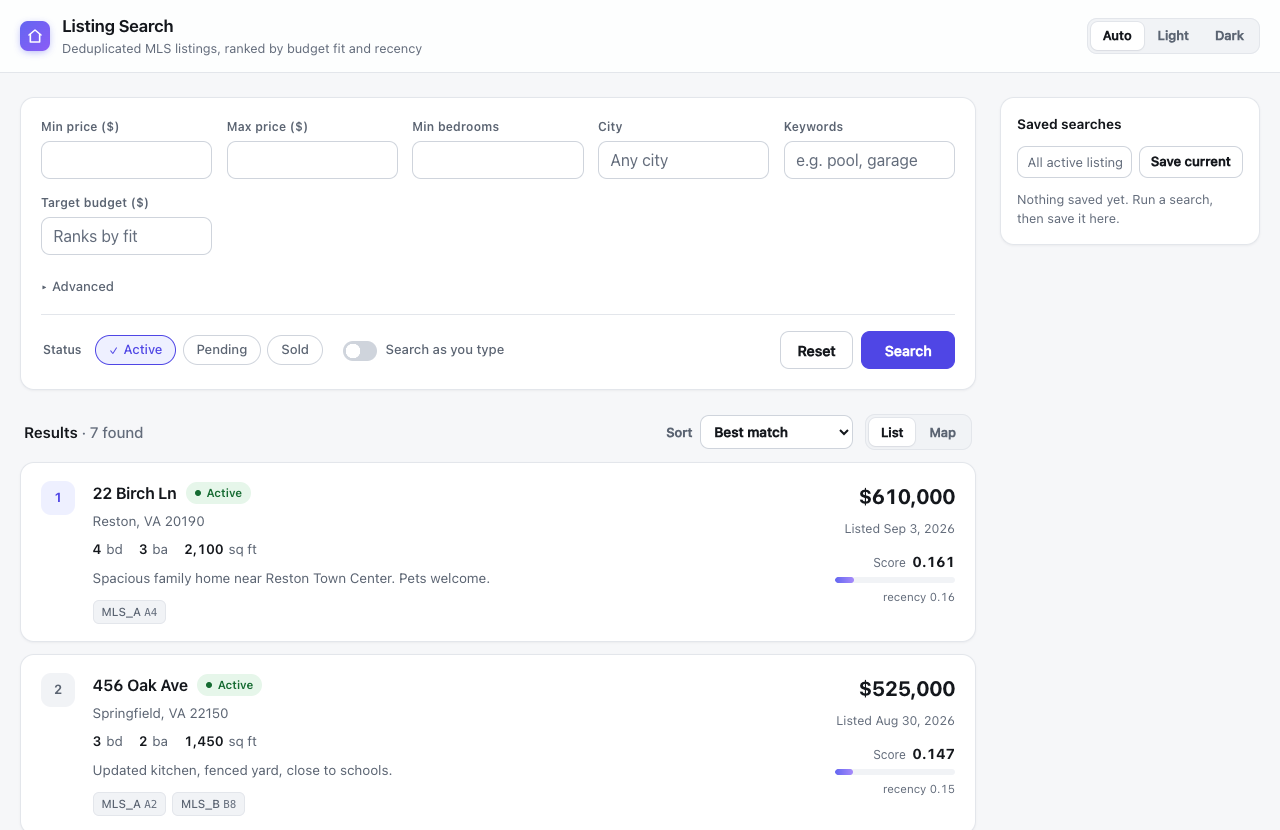 Listing Search
Deduplicated MLS listings, ranked by budget fit and recency
Auto Light Dark
Min price ($) Max price ($) Min bedrooms City Keywords
Any city e.g. pool, garage
Target budget ($)
Ranks by fit
▸ Advanced
Status ✓ Active Pending Sold Search as you type Reset Search
Saved searches
All active listing Save current
Nothing saved yet. Run a search,
then save it here.
Results · 7 found Sort Best match List Map
1 22 Birch Ln Active $610,000
Reston, VA 20190 Listed Sep 3, 2026
4 bd 3 ba 2,100 sq ft
Score 0.161
Spacious family home near Reston Town Center. Pets welcome.
recency 0.16
MLS_A A4
2 456 Oak Ave Active $525,000
Springfield, VA 22150 Listed Aug 30, 2026
3 bd 2 ba 1,450 sq ft
Score 0.147
Updated kitchen, fenced yard, close to schools.
recency 0.15
MLS_A A2 MLS_B B8